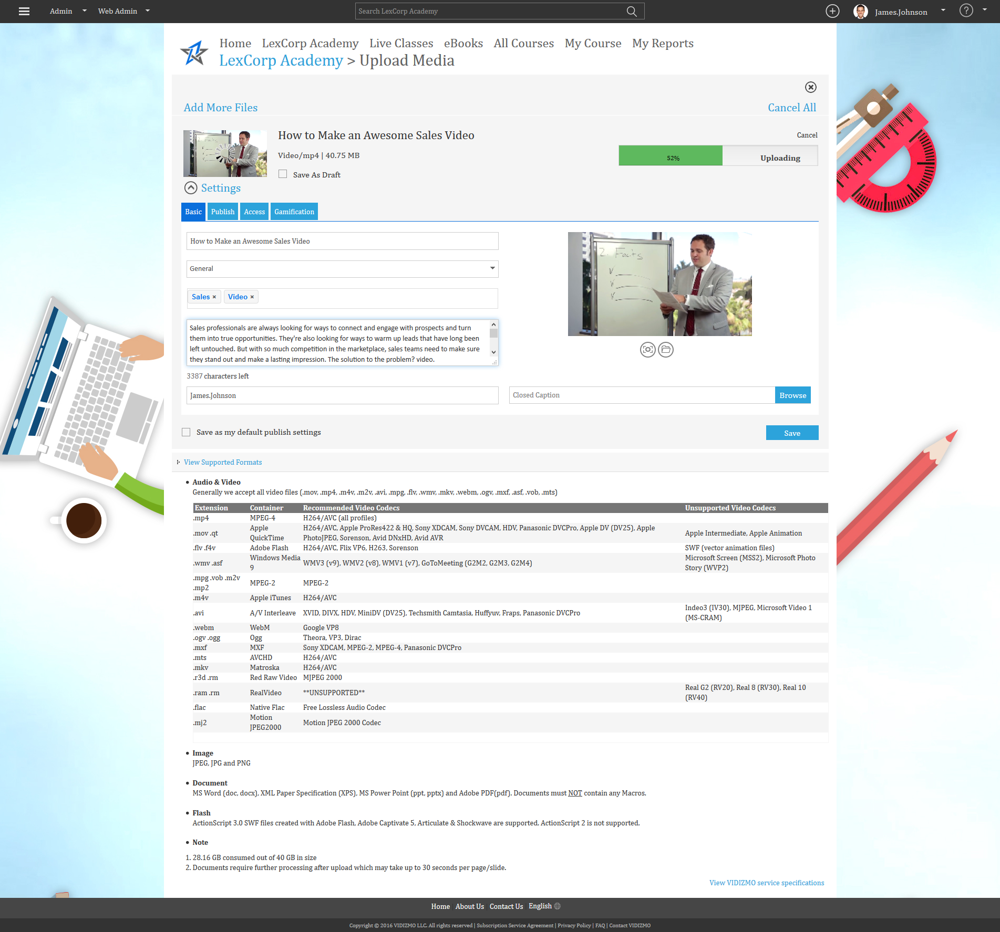 Admin Web Admin Search LexCorp Academy James.Johnson ?
Home LexCorp Academy Live Classes eBooks All Courses My Course My Reports
LexCorp Academy > Upload Media
Add More Files Cancel All
How to Make an Awesome Sales Video Cancel
Video/mp4 | 40.75 MB 52% Uploading
Save As Draft
Settings
Basic Publish Access Gamification
How to Make an Awesome Sales Video
2. Facts
General
Sales × Video ×
Sales professionals are always looking for ways to connect and engage with prospects and turn
them into true opportunities. They're also looking for ways to warm up leads that have long been
left untouched. But with so much competition in the marketplace, sales teams need to make sure
they stand out and make a lasting impression. The solution to the problem? video.
3387 characters left
James.Johnson Closed Caption Browse
Save as my default publish settings Save
View Supported Formats
• Audio & Video
Generally we accept all video files (.mov, .mp4, .m4v, .m2v, .avi, .mpg, .flv, .wmv, .mkv, .webm, .ogv, .mxf, .asf, .vob, .mts)
Extension Container Recommended Video Codecs Unsupported Video Codecs
.mp4 MPEG-4 H264/AVC (all profiles)
.mov .qt Apple QuickTime H264/AVC, Apple ProRes422 & HQ, Sony XDCAM, Sony DVCAM, HDV, Panasonic DVCPro, Apple DV (DV25), Apple PhotoJPEG, Sorenson, Avid DNxHD, Avid AVR Apple Intermediate, Apple Animation
.flv .f4v Adobe Flash H264/AVC, Flix VP6, H263, Sorenson SWF (vector animation files)
.wmv .asf Windows Media 9 WMV3 (v9), WMV2 (v8), WMV1 (v7), GoToMeeting (G2M2, G2M3, G2M4) Microsoft Screen (MSS2), Microsoft Photo Story (WVP2)
.mpg .vob .m2v .mp2 MPEG-2 MPEG-2
.m4v Apple iTunes H264/AVC
.avi A/V Interleave XVID, DIVX, HDV, MiniDV (DV25), Techsmith Camtasia, Huffyuv, Fraps, Panasonic DVCPro Indeo3 (IV30), MJPEG, Microsoft Video 1 (MS-CRAM)
.webm WebM Google VP8
.ogv .ogg Ogg Theora, VP3, Dirac
.mxf MXF Sony XDCAM, MPEG-2, MPEG-4, Panasonic DVCPro
.mts AVCHD H264/AVC
.mkv Matroska H264/AVC
.r3d .rm Red Raw Video MJPEG 2000
.ram .rm RealVideo **UNSUPPORTED** Real G2 (RV20), Real 8 (RV30), Real 10 (RV40)
.flac Native Flac Free Lossless Audio Codec
.mj2 Motion JPEG2000 Motion JPEG 2000 Codec
• Image
JPEG, JPG and PNG
• Document
MS Word (doc, docx), XML Paper Specification (XPS), MS Power Point (ppt, pptx) and Adobe PDF(pdf). Documents must NOT contain any Macros.
• Flash
ActionScript 3.0 SWF files created with Adobe Flash, Adobe Captivate 5, Articulate & Shockwave are supported. ActionScript 2 is not supported.
• Note
1. 28.16 GB consumed out of 40 GB in size
2. Documents require further processing after upload which may take up to 30 seconds per page/slide.
View VIDIZMO service specifications
Home | About Us | Contact Us | English
Copyright © 2016 VIDIZMO LLC. All rights reserved | Subscription Service Agreement | Privacy Policy | FAQ | Contact VIDIZMO